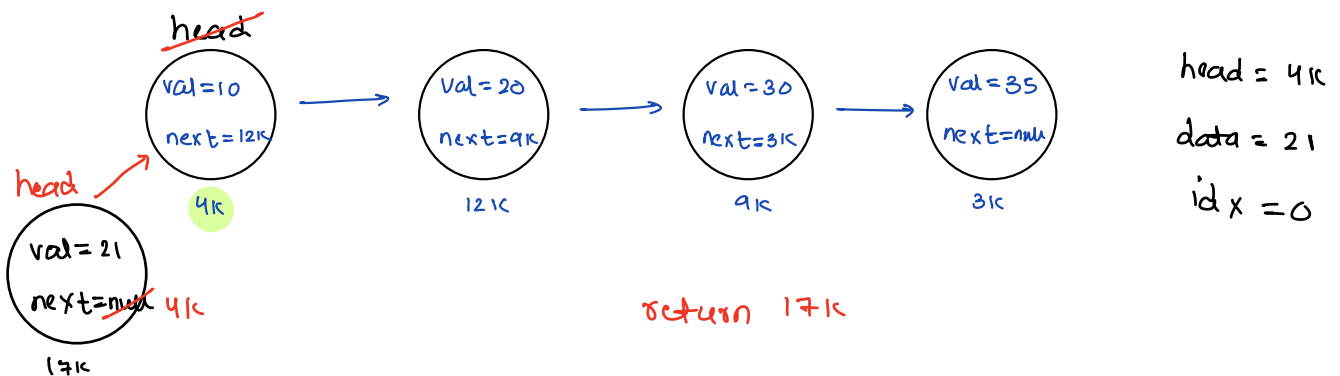 head
val=10
next=12k
4k
val=20
next=9k
12k
val=30
next=3k
9k
val=35
next=null
3k
head = 4k
data = 21
idx = 0
head
val=21
next=null 4k
17k
return 17k